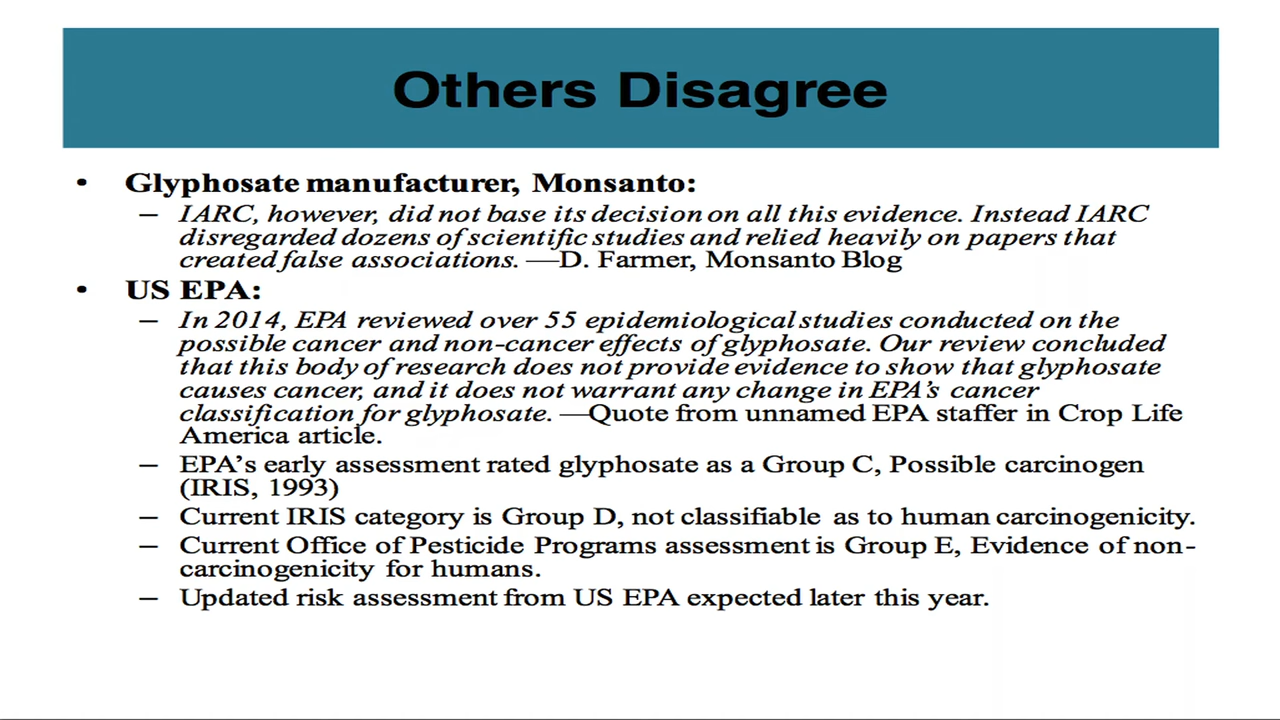 Others Disagree
• Glyphosate manufacturer, Monsanto:
– IARC, however, did not base its decision on all this evidence. Instead IARC
disregarded dozens of scientific studies and relied heavily on papers that
created false associations. —D. Farmer, Monsanto Blog
• US EPA:
– In 2014, EPA reviewed over 55 epidemiological studies conducted on the
possible cancer and non-cancer effects of glyphosate. Our review concluded
that this body of research does not provide evidence to show that glyphosate
causes cancer, and it does not warrant any change in EPA’s cancer
classification for glyphosate. —Quote from unnamed EPA staffer in Crop Life
America article.
– EPA’s early assessment rated glyphosate as a Group C, Possible carcinogen
(IRIS, 1993)
– Current IRIS category is Group D, not classifiable as to human carcinogenicity.
– Current Office of Pesticide Programs assessment is Group E, Evidence of non-
carcinogenicity for humans.
– Updated risk assessment from US EPA expected later this year.